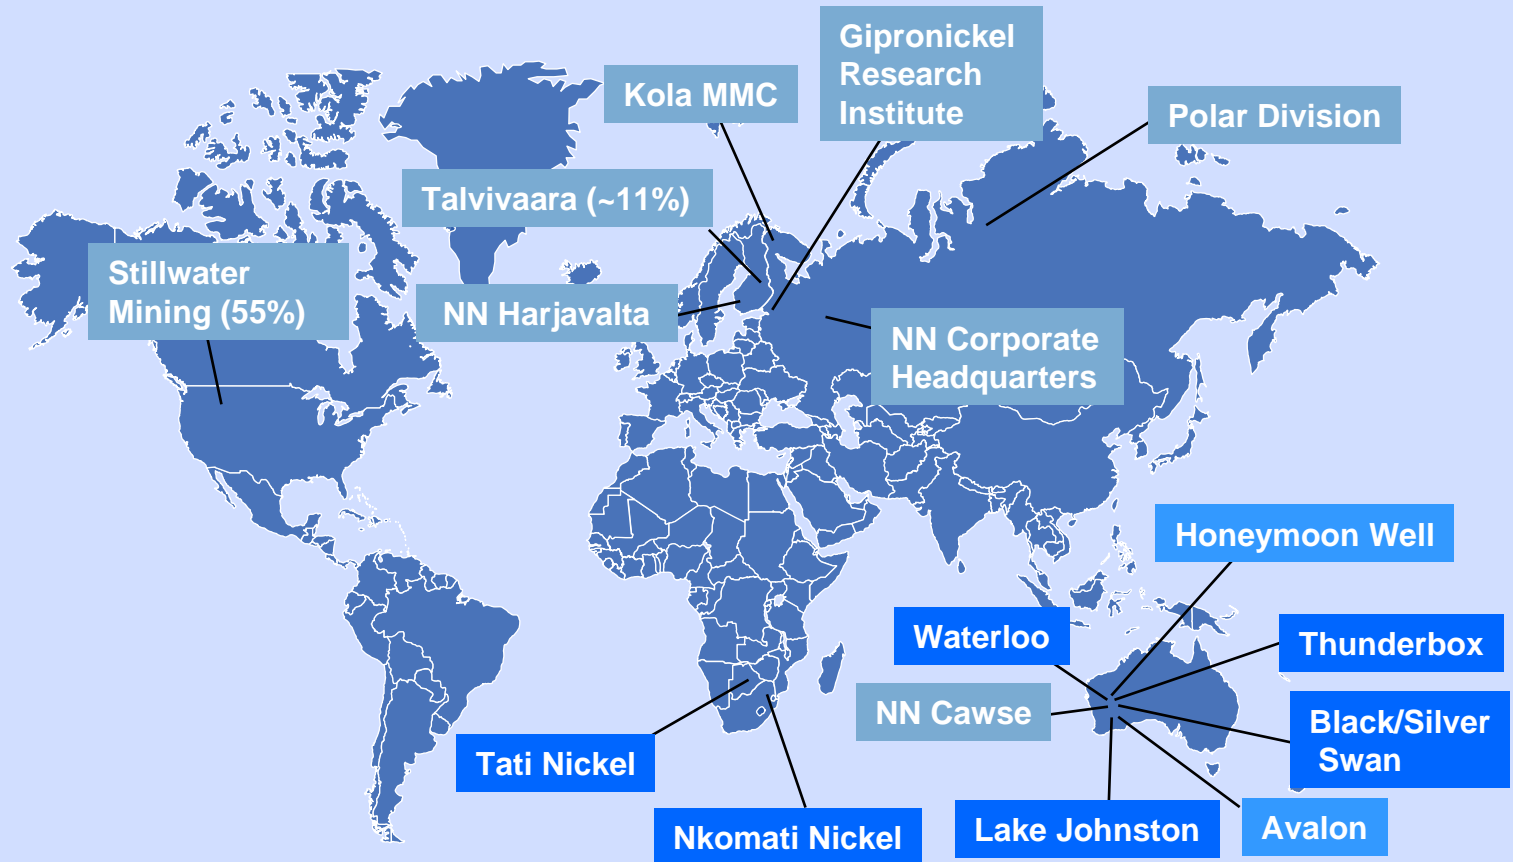 Gipronickel
Research
Institute
Kola MMC
Polar Division
Talvivaara (~11%)
Stillwater
Mining (55%)
NN Harjavalta
NN Corporate
Headquarters
Honeymoon Well
Waterloo
Thunderbox
NN Cawse
Black/Silver
Swan
Tati Nickel
Nkomati Nickel
Lake Johnston
Avalon